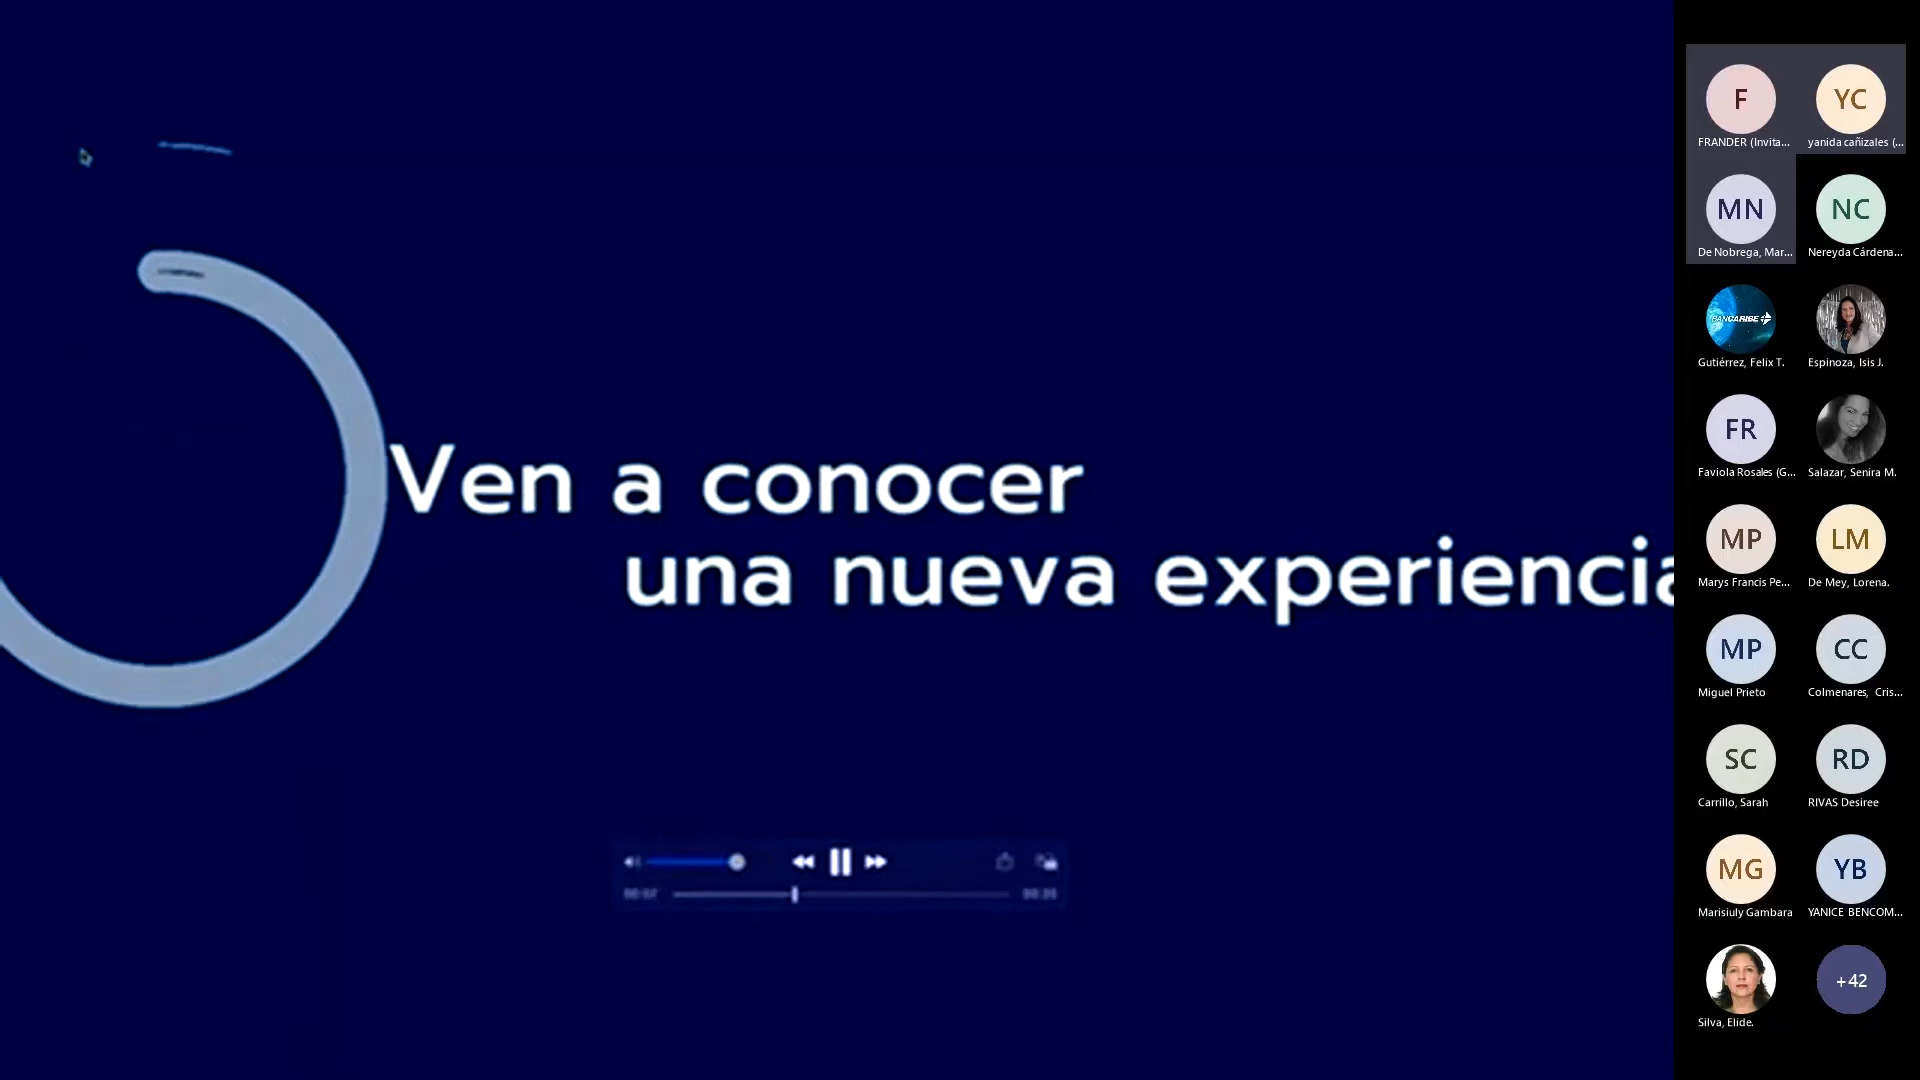 Ven a conocer
una nueva experiencia
F
FRANDER (Invita...
YC
yanida cañizales (...
MN
De Nobrega, Mar...
NC
Nereyda Cárdena...
BANCARIBE
Gutiérrez, Felix T.
Espinoza, Isis J.
FR
Faviola Rosales (G...
Salazar, Senira M.
MP
Marys Francis Pe...
LM
De Mey, Lorena.
MP
Miguel Prieto
CC
Colmenares, Cris...
SC
Carrillo, Sarah
RD
RIVAS Desiree
MG
Marisiuly Gambara
YB
YANICE BENCOM...
Silva, Elide.
+42